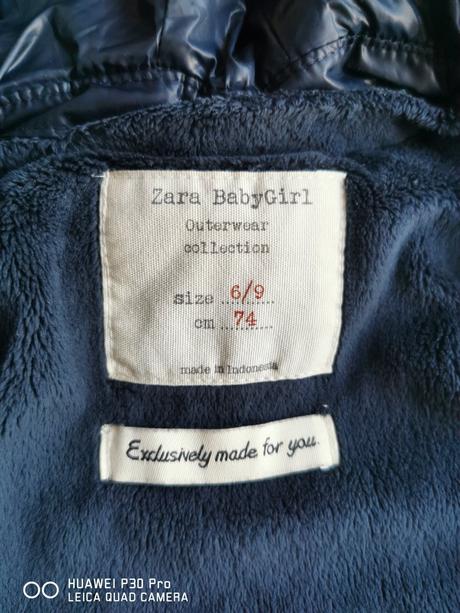 Zara BabyGirl
Outerwear
collection
size ..6/9...
cm ..74....
made in Indonesia
Exclusively made for you.
HUAWEI P30 Pro
LEICA QUAD CAMERA